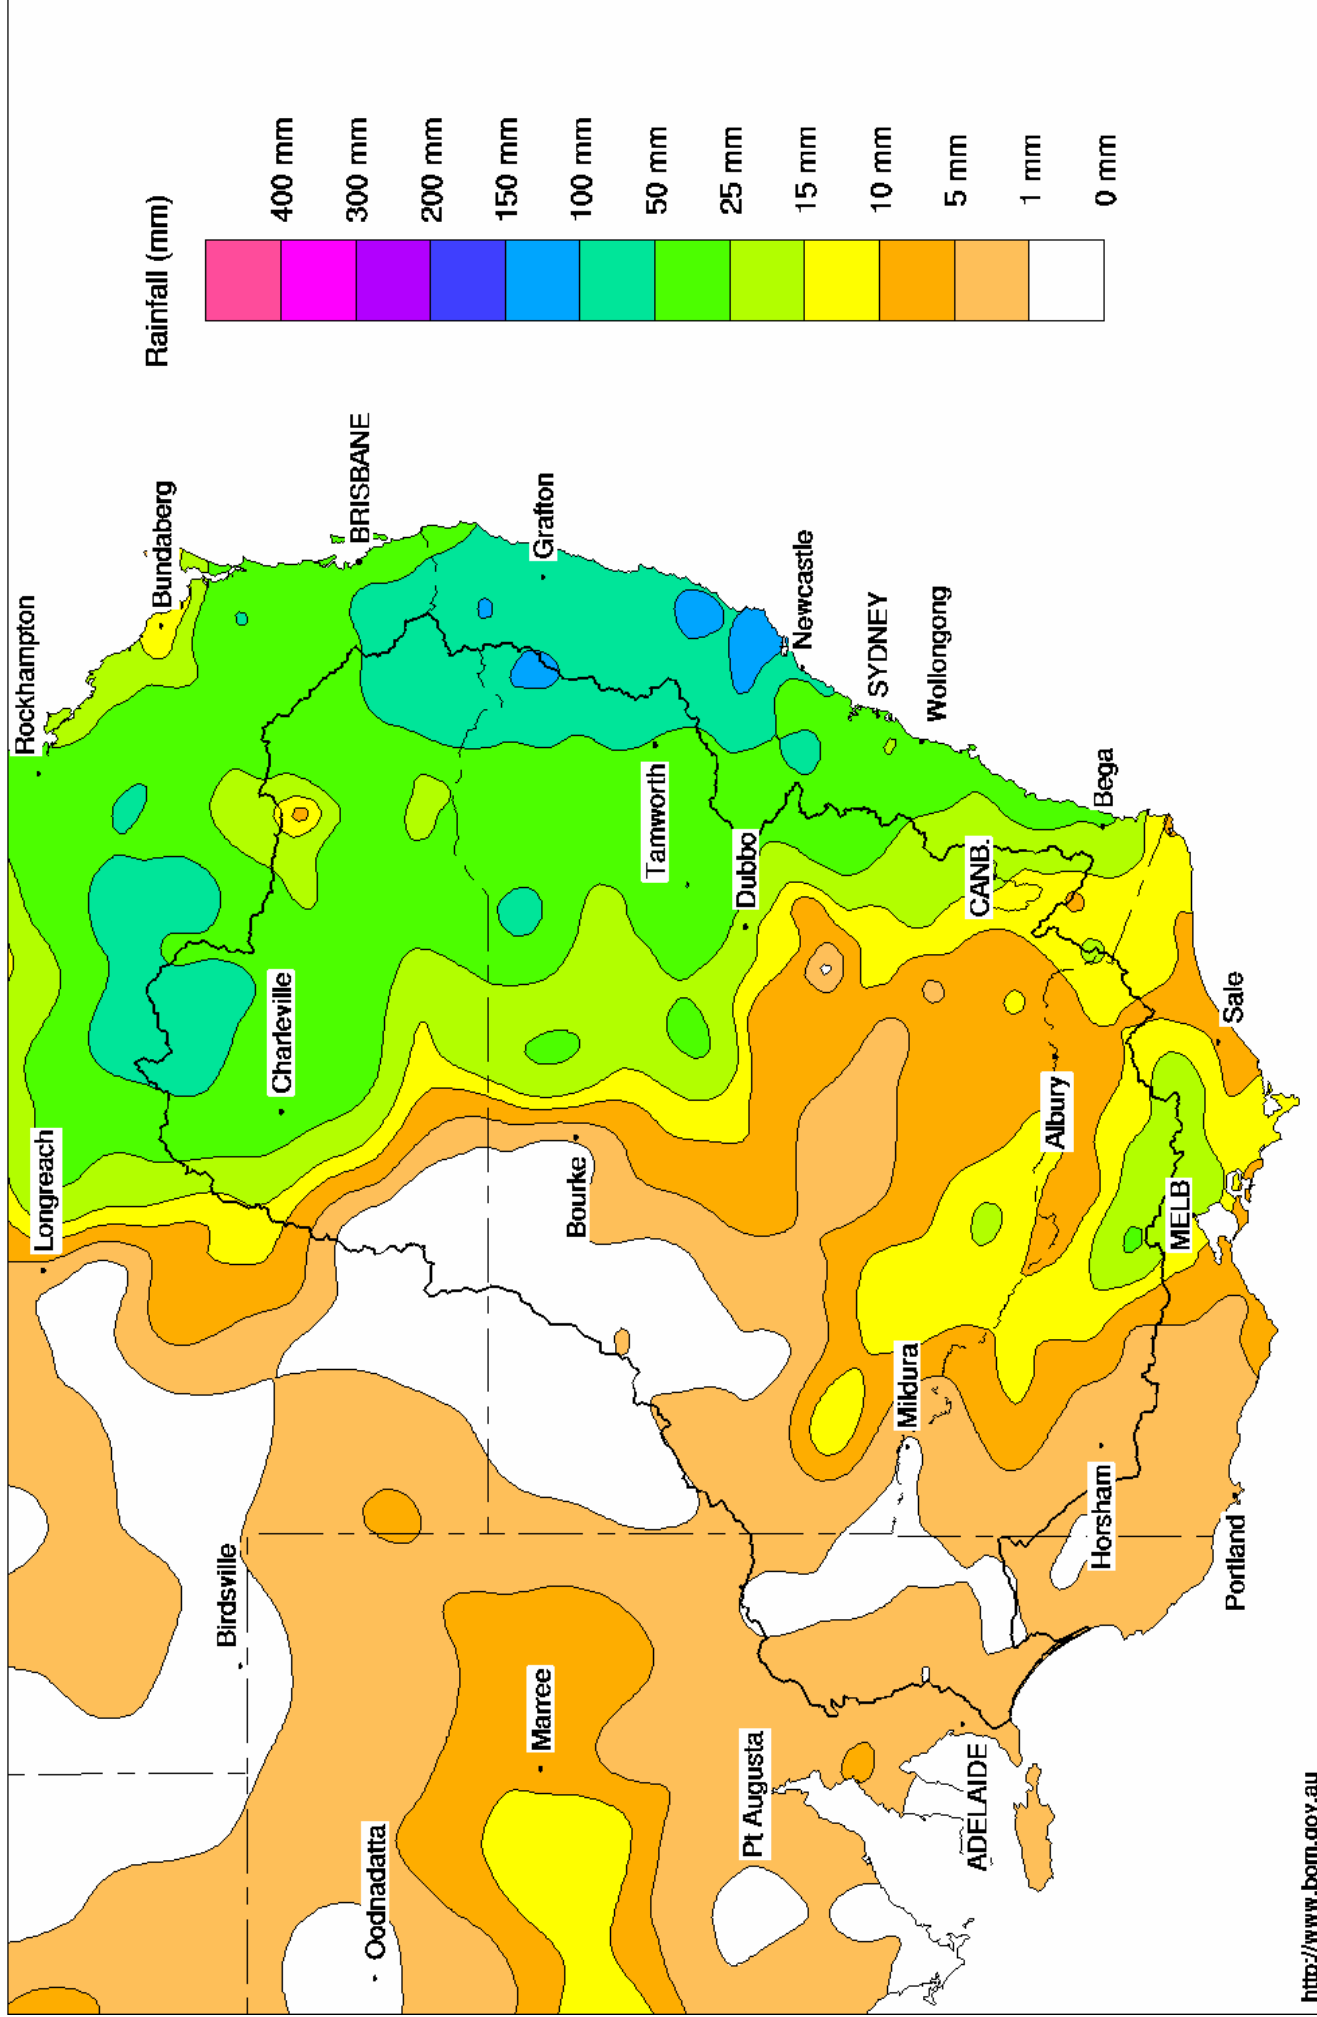 Rockhampton
Longreach
Bundaberg
Birdsville
Charleville
BRISBANE
Oodnadatta
Bourke
Grafton
Marree
Tamworth
Dubbo
Pt Augusta
Newcastle
Mildura
SYDNEY
Wollongong
CANB.
ADELAIDE
Albury
Bega
Horsham
MELB
Sale
Portland
Rainfall (mm)
400 mm
300 mm
200 mm
150 mm
100 mm
50 mm
25 mm
15 mm
10 mm
5 mm
1 mm
0 mm
http://www.bom.gov.au